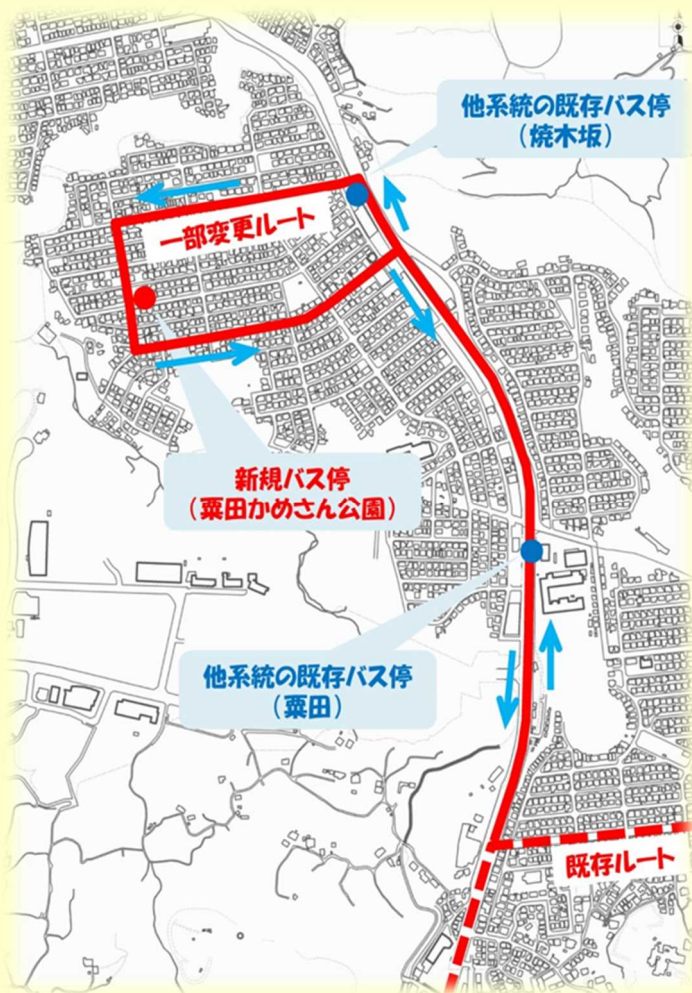 他系統の既存バス停
（焼木坂）
一部変更ルート
新規バス停
（粟田かめさん公園）
他系統の既存バス停
（粟田）
既存ルート